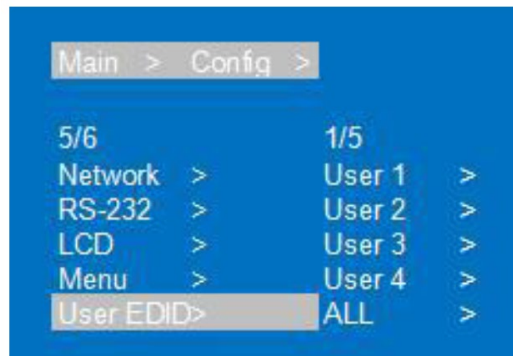 Main > Config >
5/6 1/5
Network > User 1 >
RS-232 > User 2 >
LCD > User 3 >
Menu > User 4 >
User EDID> ALL >